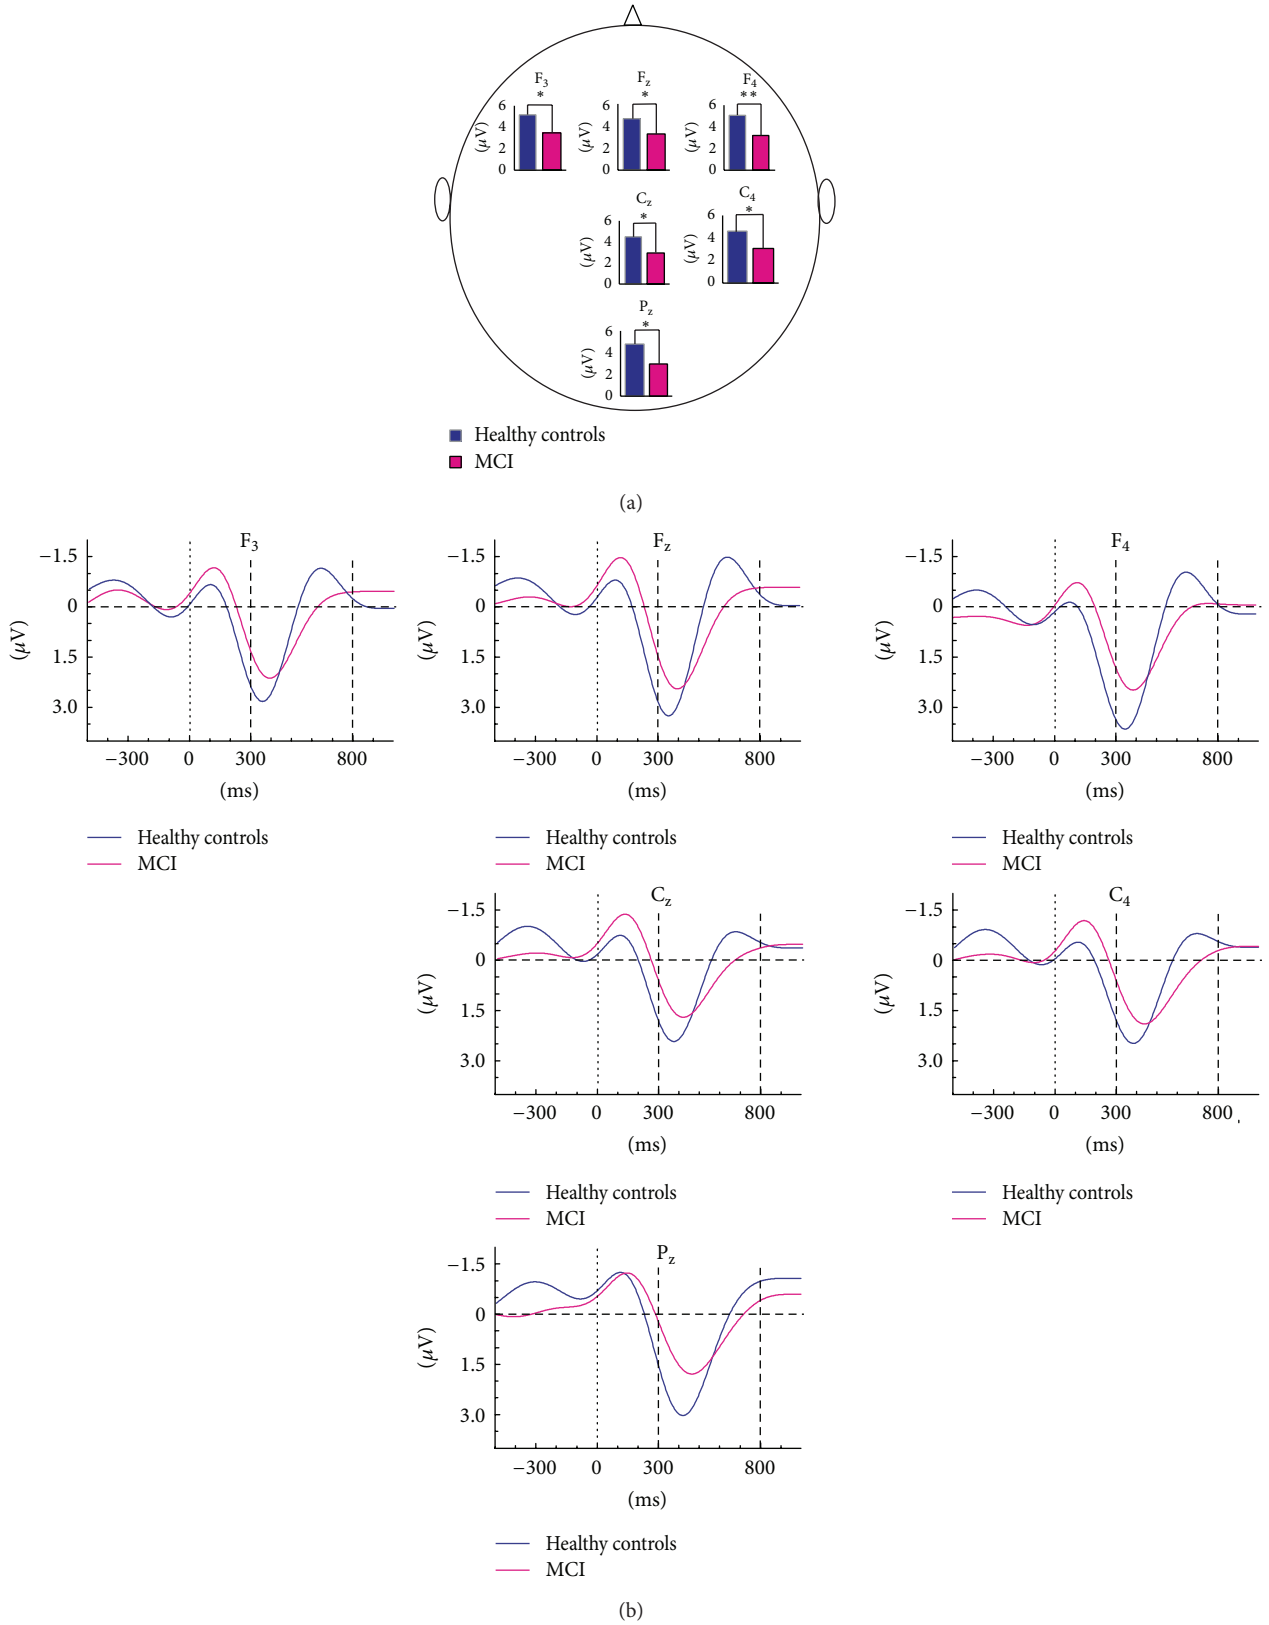 F3 Fz F4
* * **
6 6 6
4 4 4
2 2 2
0 0 0
(μV) (μV) (μV)
Cz C4
* *
6 6
4 4
2 2
0 0
(μV) (μV)
Pz
*
6
4
2
0
(μV)
Healthy controls
MCI
(a)
F3 Fz F4
−1.5 −1.5 −1.5
0 0 0
1.5 1.5 1.5
3.0 3.0 3.0
(μV) (μV) (μV)
−300 0 300 800 −300 0 300 800 −300 0 300 800
(ms) (ms) (ms)
Healthy controls Healthy controls Healthy controls
MCI MCI MCI
Cz C4
−1.5 −1.5
0 0
1.5 1.5
3.0 3.0
(μV) (μV)
−300 0 300 800 −300 0 300 800
(ms) (ms)
Healthy controls Healthy controls
MCI MCI
Pz
−1.5
0
1.5
3.0
(μV)
−300 0 300 800
(ms)
Healthy controls
MCI
(b)